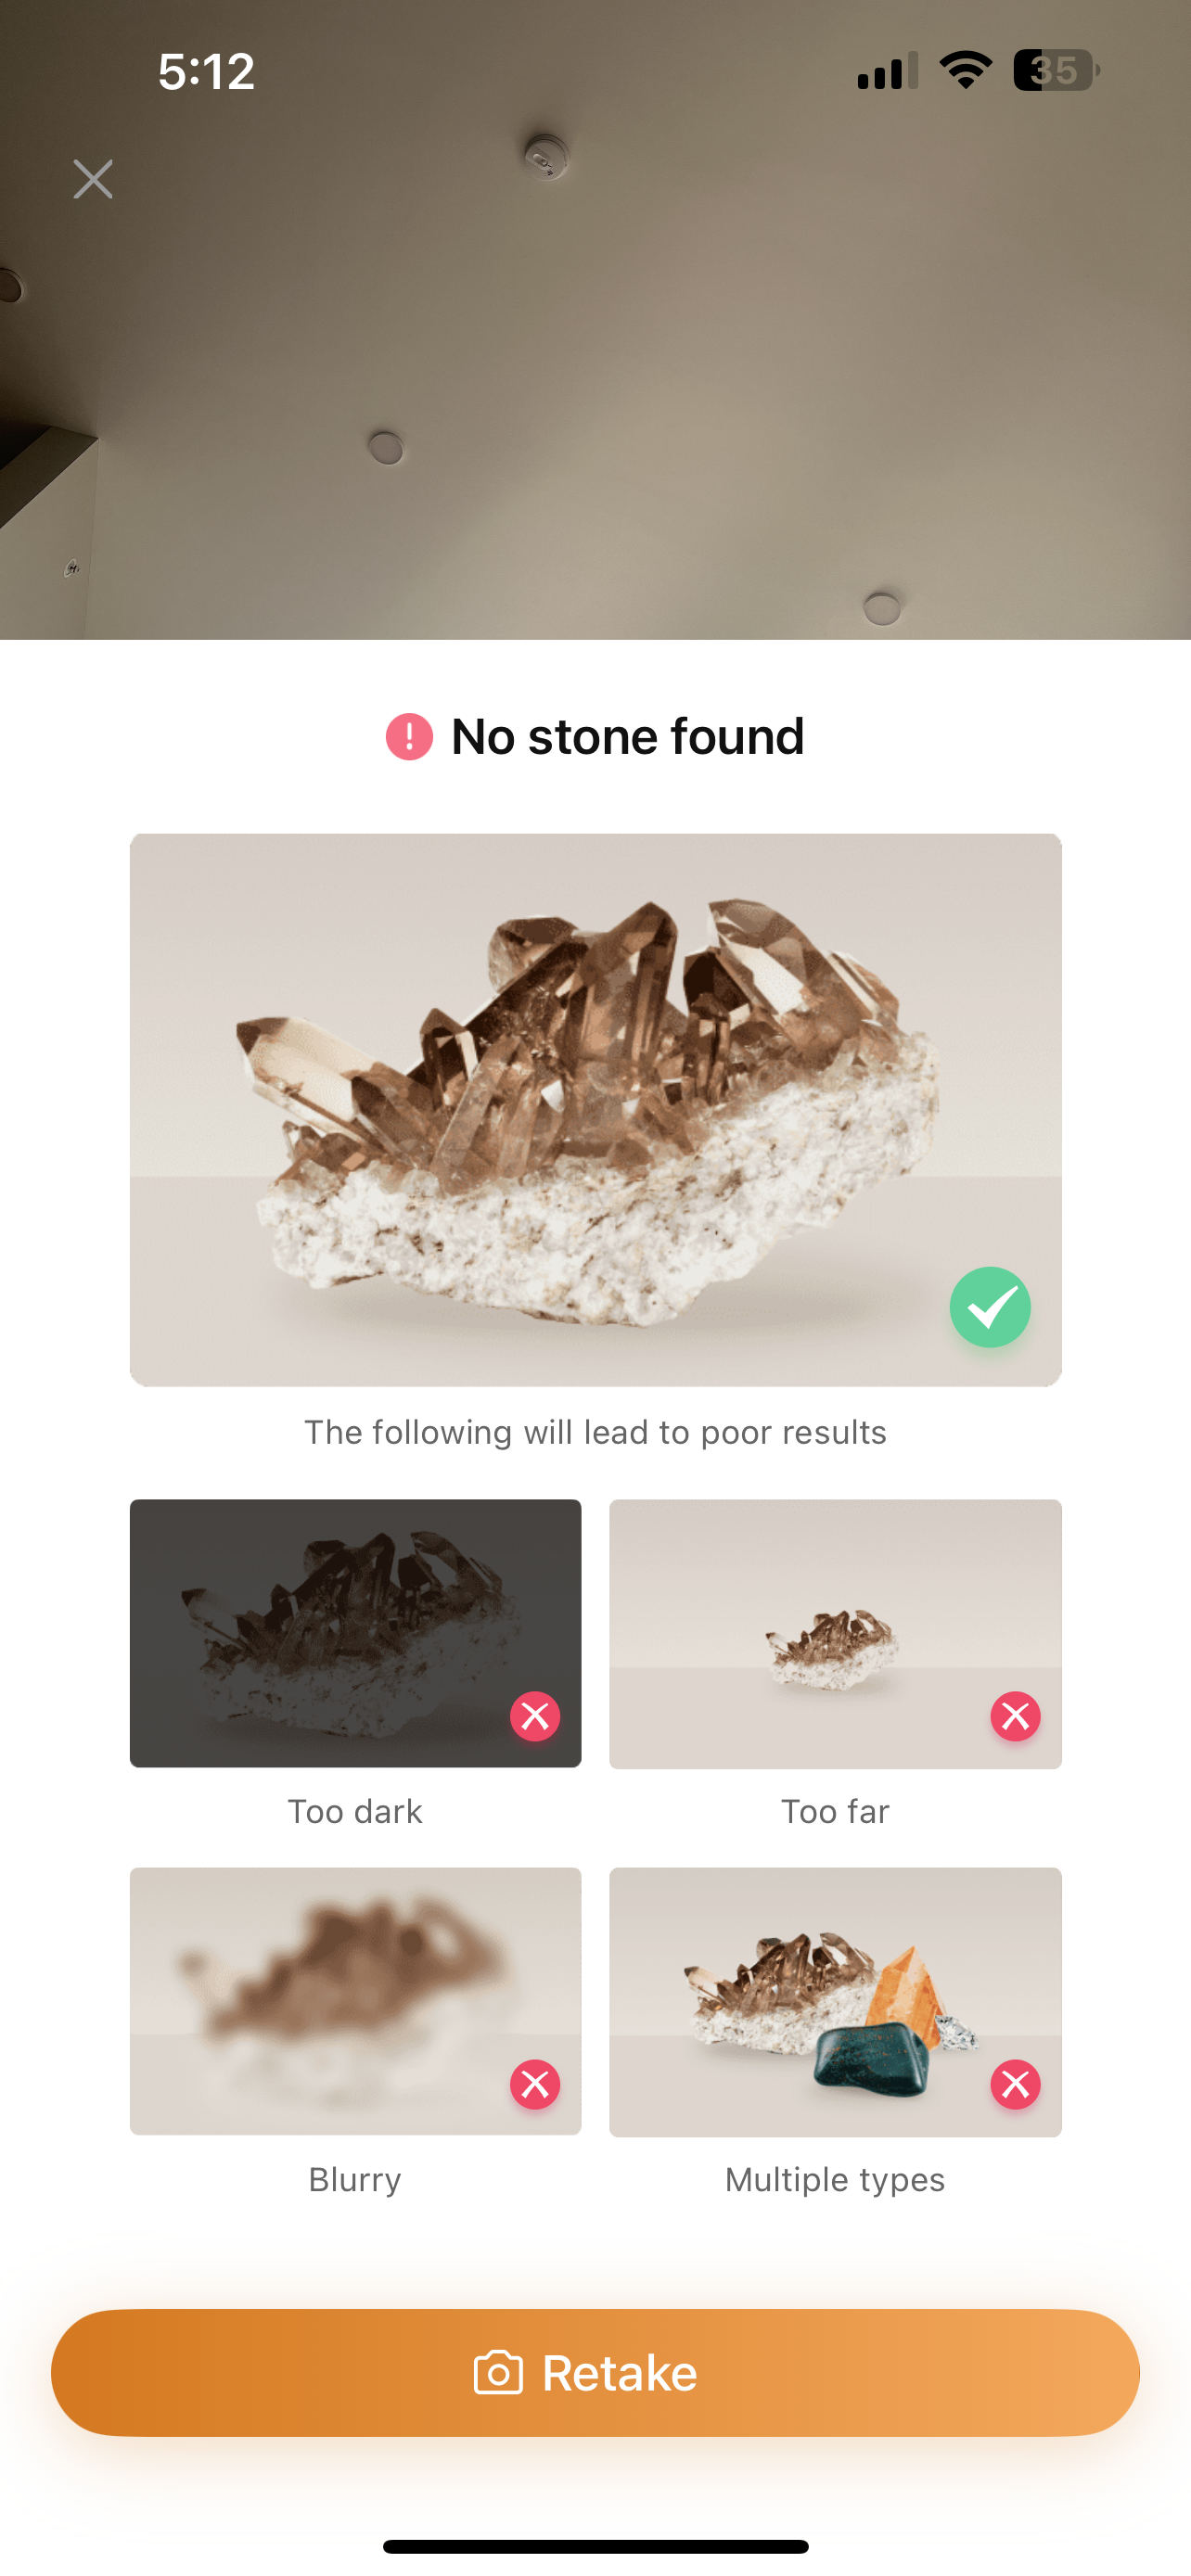 5:12
35
No stone found
The following will lead to poor results
Too dark
Too far
Blurry
Multiple types
Retake